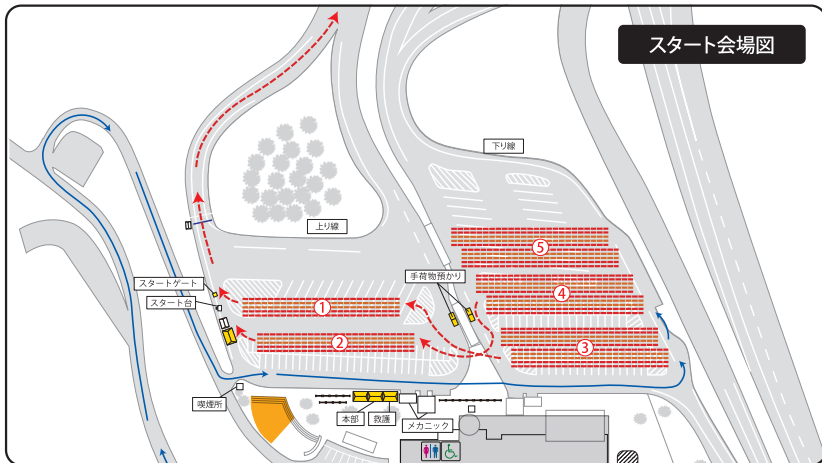 スタート会場図
下り線
上り線
⑤
手荷物預かり
スタートゲート
④
スタート台
①
②
③
喫煙所
本部
救護
メカニック